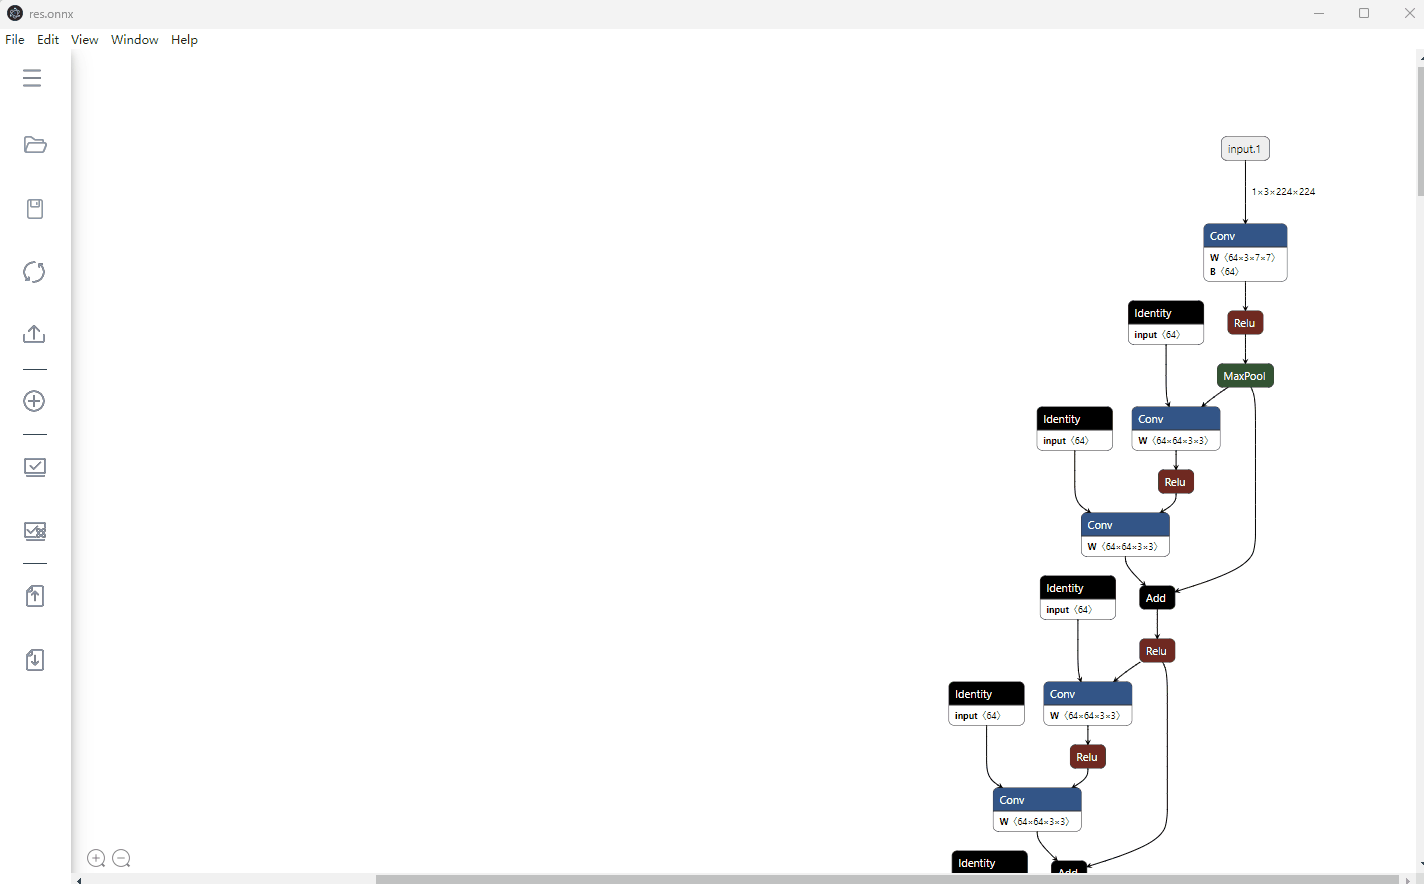 res.onnx
File Edit View Window Help
input.1
1×3×224×224
Conv
W ⟨64×3×7×7⟩
B ⟨64⟩
Identity
input ⟨64⟩
Relu
MaxPool
Identity
input ⟨64⟩
Conv
W ⟨64×64×3×3⟩
Relu
Conv
W ⟨64×64×3×3⟩
Identity
input ⟨64⟩
Add
Relu
Identity
input ⟨64⟩
Conv
W ⟨64×64×3×3⟩
Relu
Conv
W ⟨64×64×3×3⟩
Identity
Add